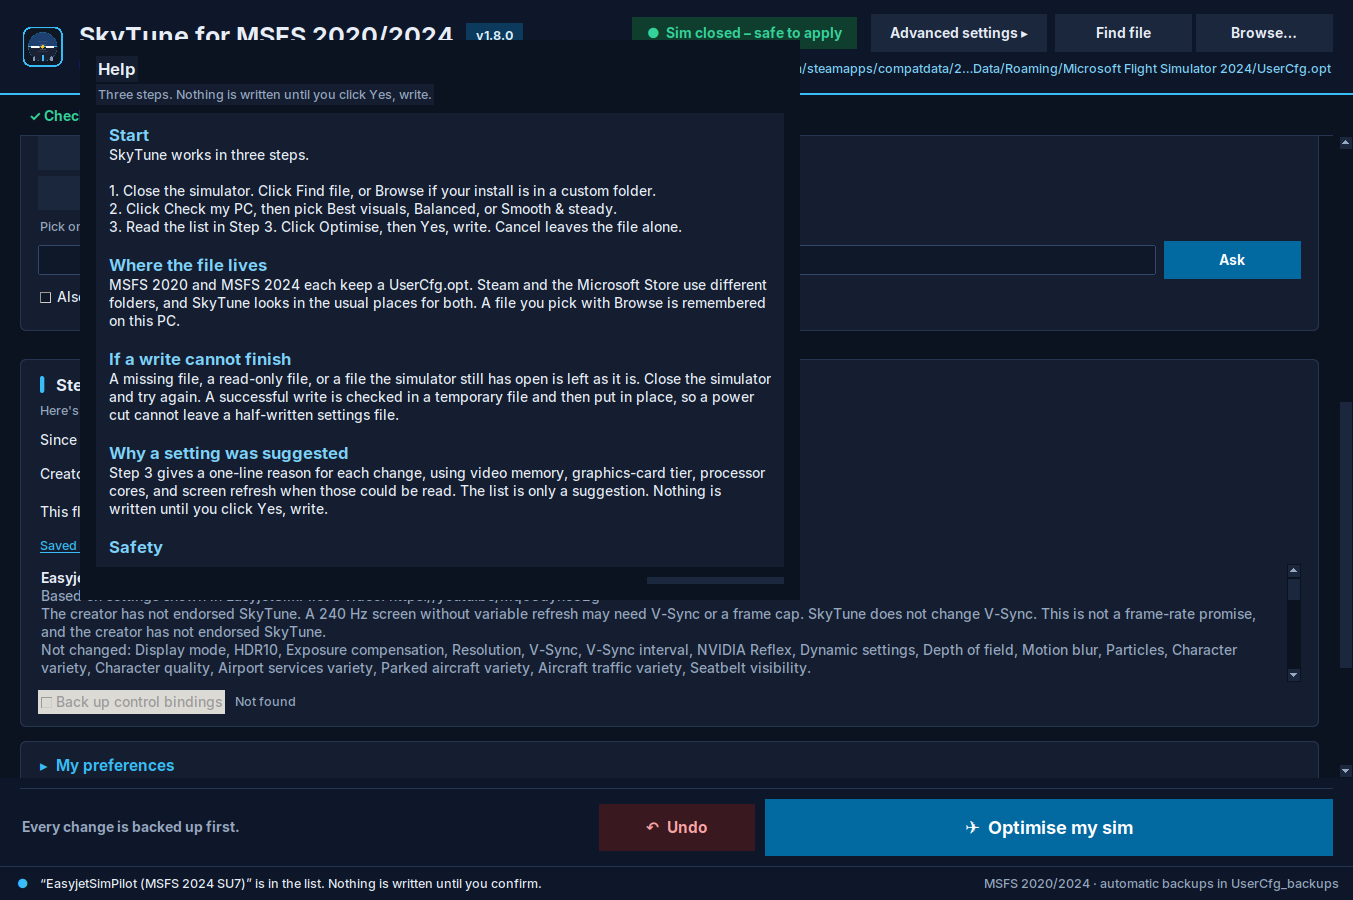 SkyTune for MSFS 2020/2024
v1.8.0
Sim closed – safe to apply
Advanced settings ▸
Find file
Browse...
/steamapps/compatdata/2...Data/Roaming/Microsoft Flight Simulator 2024/UserCfg.opt
✓ Chec
Help
Three steps. Nothing is written until you click Yes, write.
Start
SkyTune works in three steps.
1. Close the simulator. Click Find file, or Browse if your install is in a custom folder.
2. Click Check my PC, then pick Best visuals, Balanced, or Smooth & steady.
3. Read the list in Step 3. Click Optimise, then Yes, write. Cancel leaves the file alone.
Where the file lives
MSFS 2020 and MSFS 2024 each keep a UserCfg.opt. Steam and the Microsoft Store use different
folders, and SkyTune looks in the usual places for both. A file you pick with Browse is remembered
on this PC.
If a write cannot finish
A missing file, a read-only file, or a file the simulator still has open is left as it is. Close the simulator
and try again. A successful write is checked in a temporary file and then put in place, so a power
cut cannot leave a half-written settings file.
Why a setting was suggested
Step 3 gives a one-line reason for each change, using video memory, graphics-card tier, processor
cores, and screen refresh when those could be read. The list is only a suggestion. Nothing is
written until you click Yes, write.
Safety
Pick or
Ask
Also
Ste
Here's
Since
Creato
This fl
Saved
Easyje
Based
The creator has not endorsed SkyTune. A 240 Hz screen without variable refresh may need V-Sync or a frame cap. SkyTune does not change V-Sync. This is not a frame-rate promise,
and the creator has not endorsed SkyTune.
Not changed: Display mode, HDR10, Exposure compensation, Resolution, V-Sync, V-Sync interval, NVIDIA Reflex, Dynamic settings, Depth of field, Motion blur, Particles, Character
variety, Character quality, Airport services variety, Parked aircraft variety, Aircraft traffic variety, Seatbelt visibility.
Back up control bindings
Not found
▸ My preferences
Every change is backed up first.
↶ Undo
✈ Optimise my sim
“EasyjetSimPilot (MSFS 2024 SU7)” is in the list. Nothing is written until you confirm.
MSFS 2020/2024 · automatic backups in UserCfg_backups